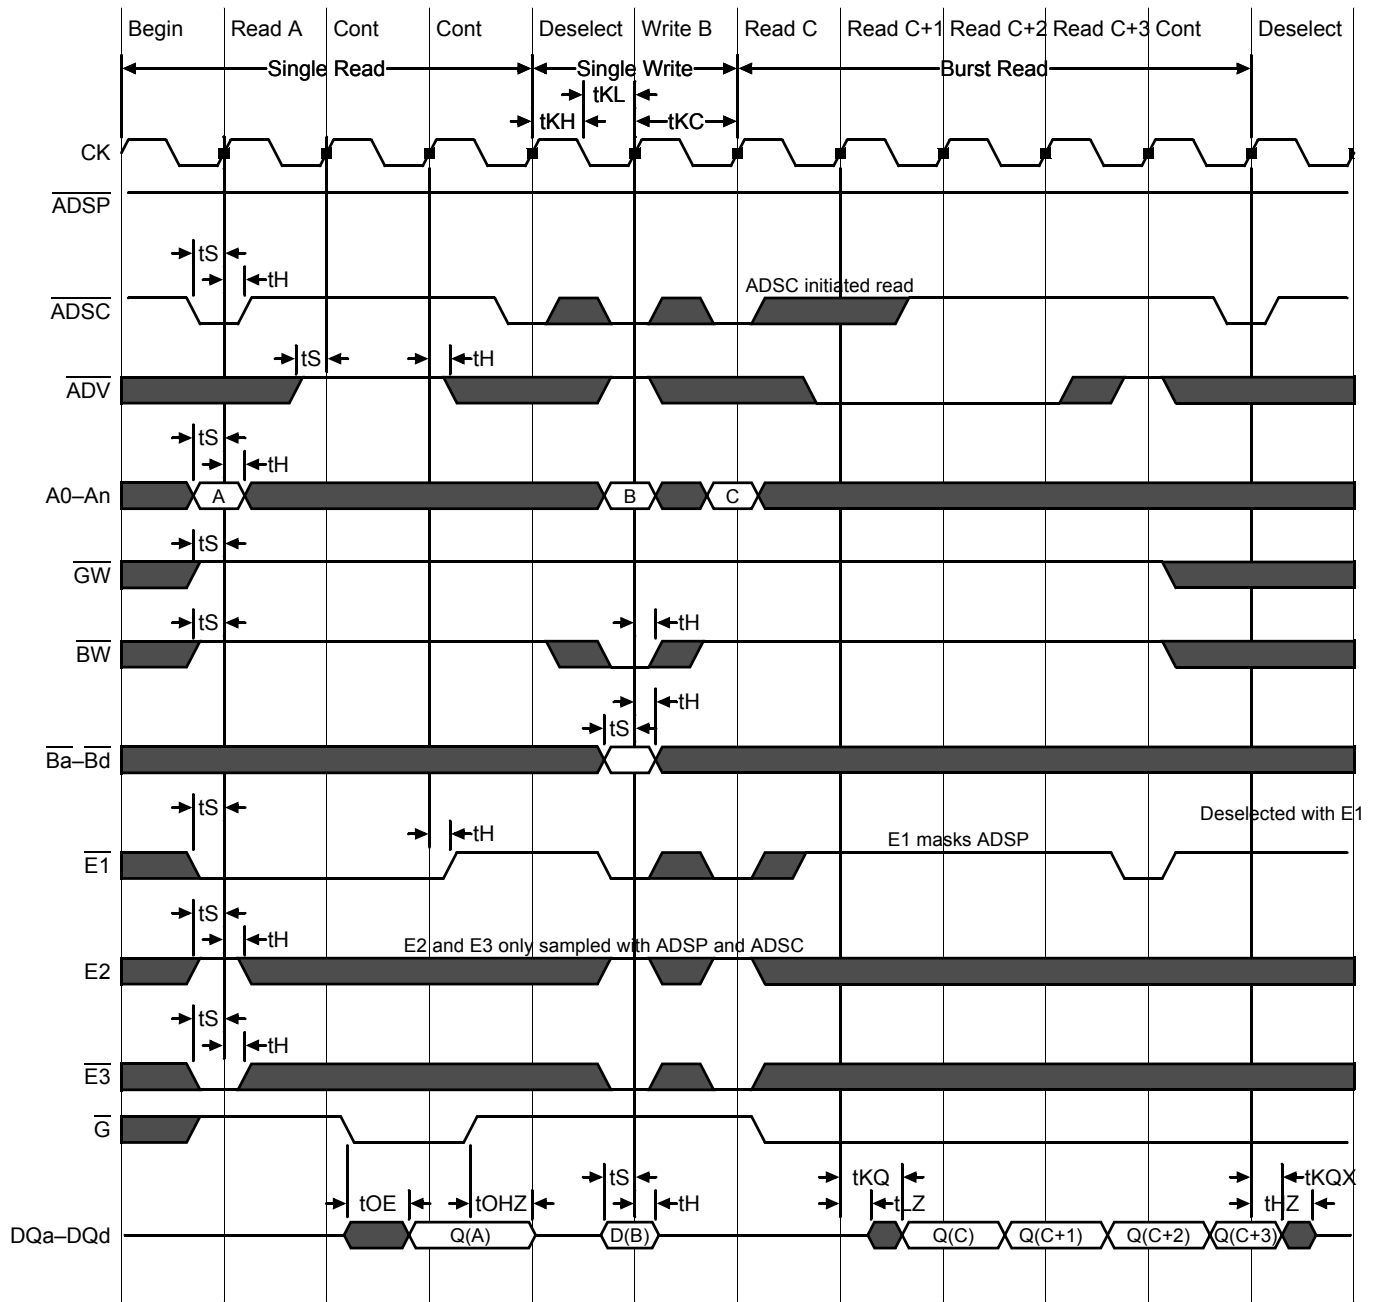 Begin Read A Cont Cont Deselect Write B Read C Read C+1 Read C+2 Read C+3 Cont Deselect
Single Read Single Write Burst Read
tKL
tKH tKC
CK
ADSP
tS
tH
ADSC initiated read
ADSC
tS tH
ADV
tS
tH
A0–An A B C
tS
GW
tS tH
BW
tH
tS
Ba–Bd
tS
Deselected with E1
tH
E1 masks ADSP
E1
tS
tH
E2 and E3 only sampled with ADSP and ADSC
E2
tS
tH
E3
G
tS tKQ tKQX
tOE tOHZ tH tLZ tHZ
DQa–DQd Q(A) D(B) Q(C) Q(C+1) Q(C+2) Q(C+3)